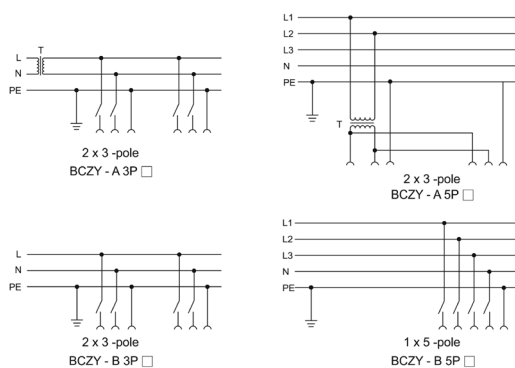 T
L
N
PE
2 x 3 -pole
BCZY - A 3P □
L1
L2
L3
N
PE
T
2 x 3 -pole
BCZY - A 5P □
L
N
PE
2 x 3 -pole
BCZY - B 3P □
L1
L2
L3
N
PE
1 x 5 -pole
BCZY - B 5P □